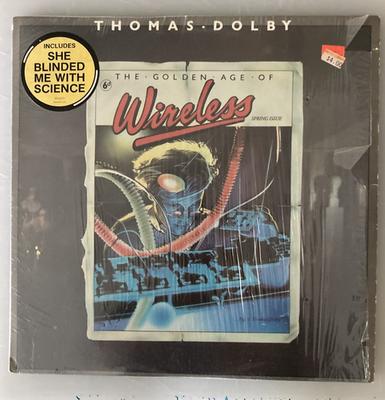 THOMAS·DOLBY
INCLUDES
SHE
BLINDED
ME WITH
SCIENCE
6d
THE·GOLDEN·AGE·OF
Wireless
SPRING ISSUE